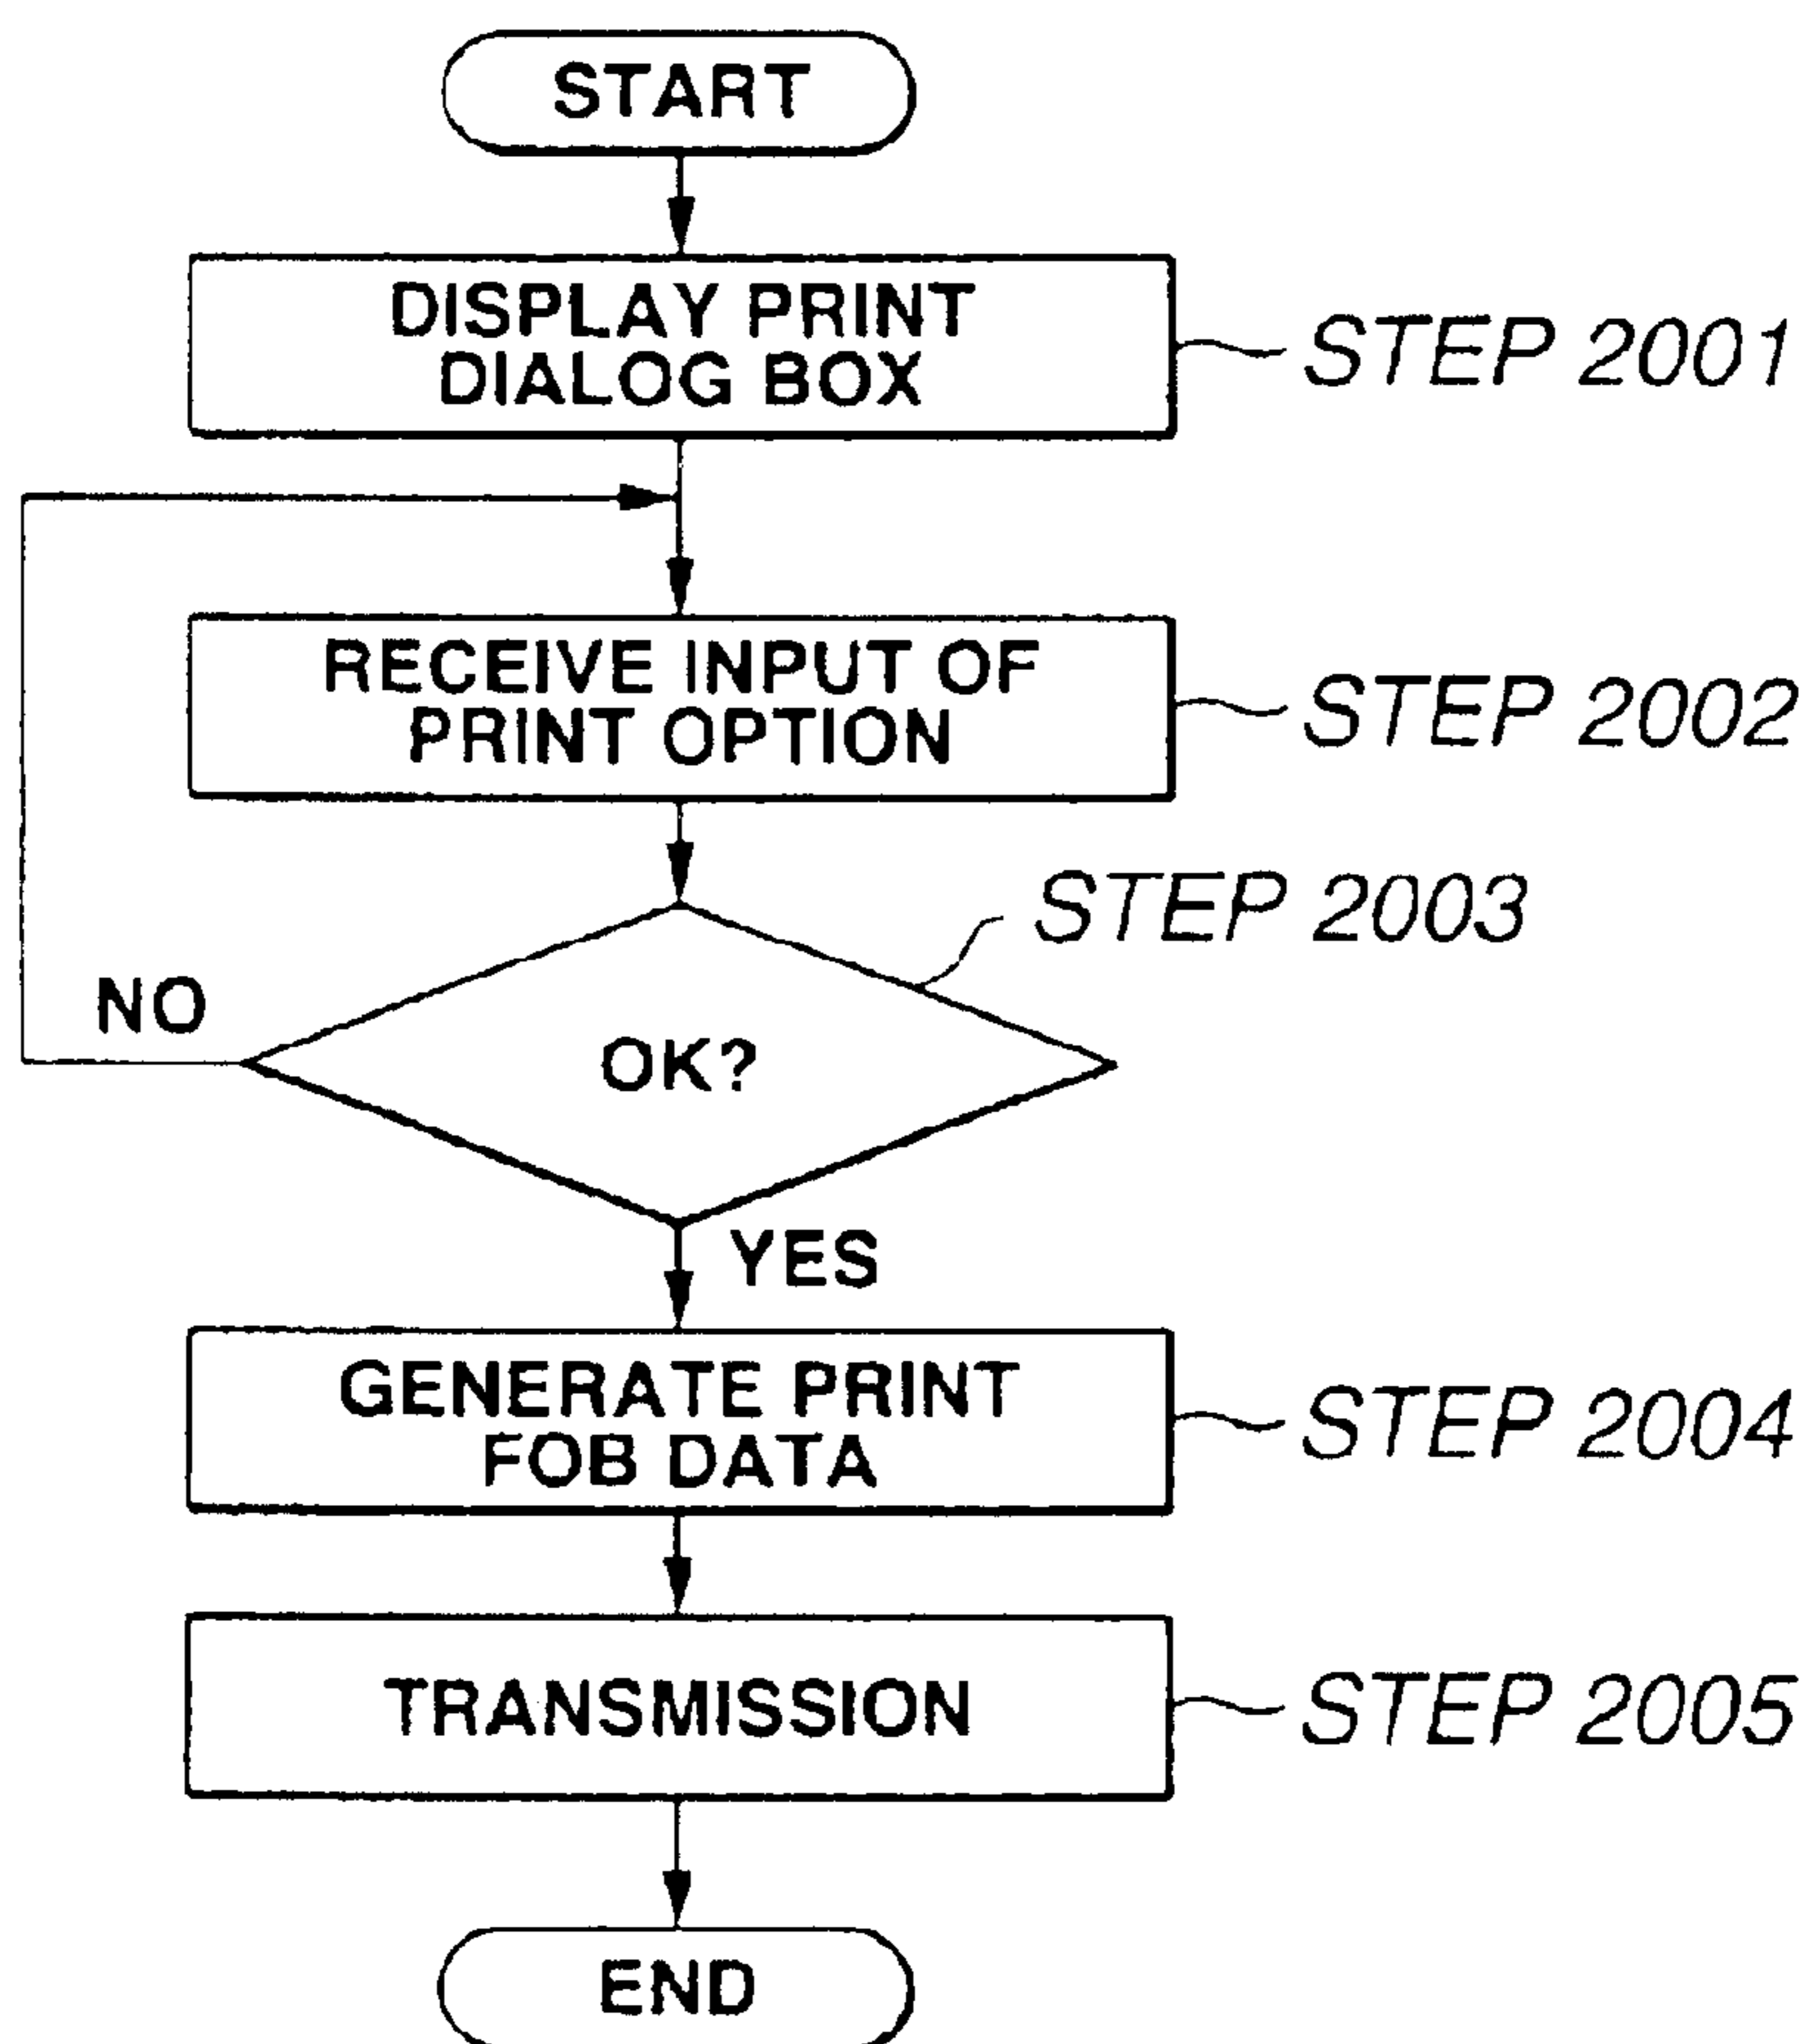 START
DISPLAY PRINT
DIALOG BOX
STEP 2001
RECEIVE INPUT OF
PRINT OPTION
STEP 2002
STEP 2003
NO
OK?
YES
GENERATE PRINT
FOB DATA
STEP 2004
TRANSMISSION
STEP 2005
END